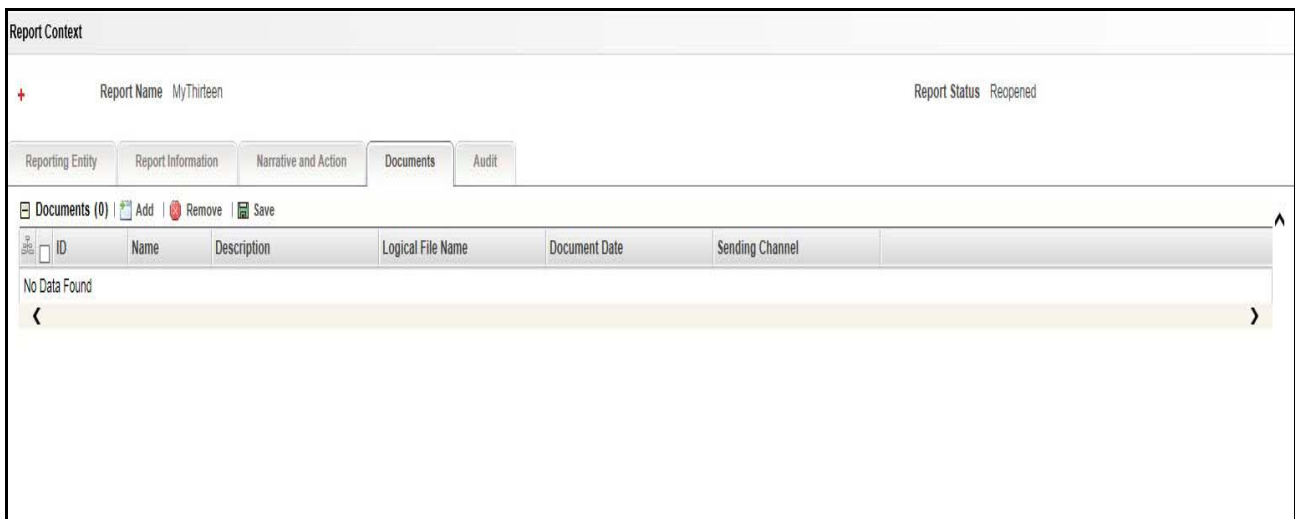 Report Context
Report Name MyThirteen Report Status Reopened
Reporting Entity Report Information Narrative and Action Documents Audit
Documents (0) | Add | Remove | Save
ID Name Description Logical File Name Document Date Sending Channel
No Data Found